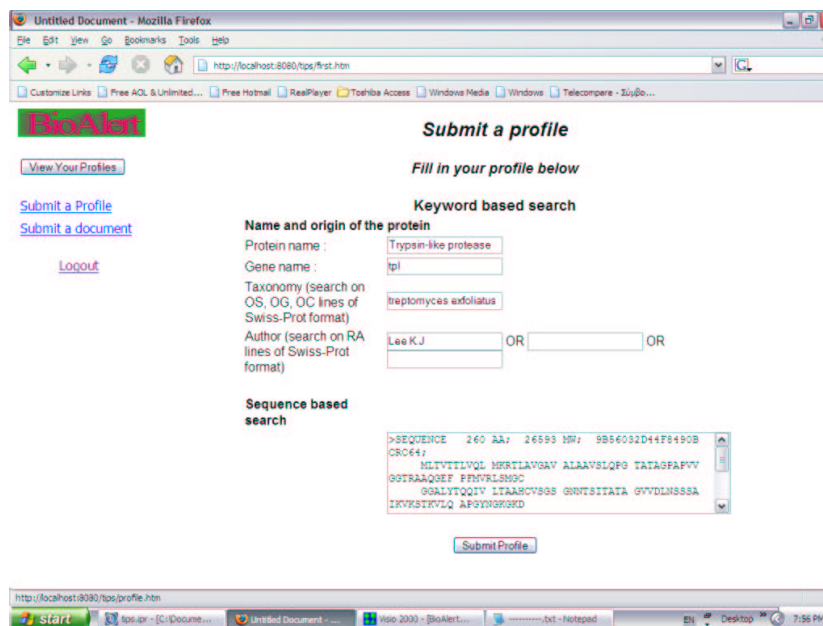 Untitled Document - Mozilla Firefox
File Edit View Go Bookmarks Tools Help
http://localhost:8080/tips/first.htm
G
Customize Links Free AOL & Unlimited... Free Hotmail RealPlayer Toshiba Access Windows Media Windows Telecompare - Σύμβο...
BioAlert
Submit a profile
View Your Profiles
Fill in your profile below
Submit a Profile
Keyword based search
Submit a document
Name and origin of the protein
Protein name : Trypsin-like protease
Logout
Gene name : tpl
Taxonomy (search on OS, OG, OC lines of Swiss-Prot format) treptomyces exfoliatus
Author (search on RA lines of Swiss-Prot format) Lee K.J OR OR
Sequence based search
>SEQUENCE 260 AA; 26593 MW; 9B56032D44F8490B
CRC64;
MLTVTTLVQL MKRTLAVGAV ALAAVSLQPG TATAGPAPVV
GGTRAAQGEF PFMVRLSMGC
GGALYTQQIV LTAAHCVSGS GNNTSITATA GVVDLNSSSA
IKVKSTKVLQ APGYNGKGKD
Submit Profile
http://localhost:8080/tips/profile.htm
start tips.jpr - [C:\Docume... Untitled Document - ... Visio 2000 - [BioAlert... ----------.txt - Notepad EN Desktop 7:56 PM